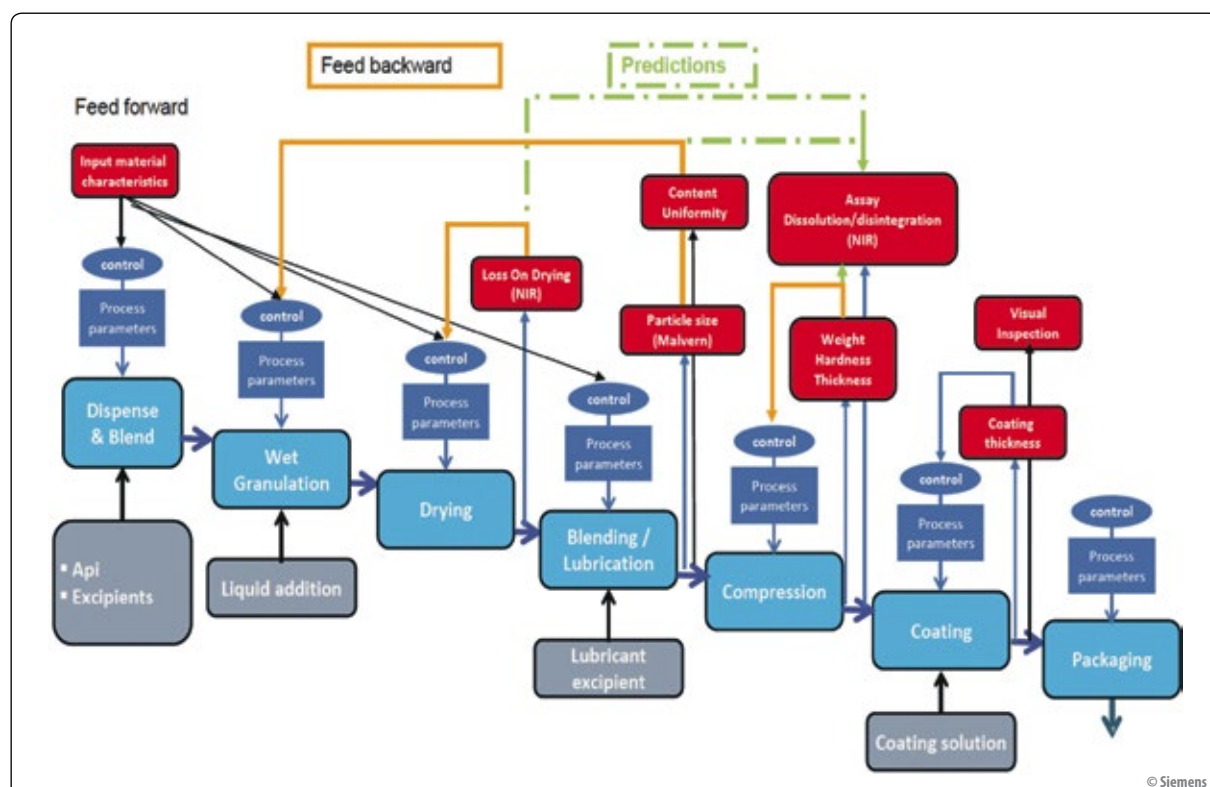 Feed backward
Predictions
Feed forward
Input material
characteristics
Content
Uniformity
Assay
Dissolution/disintegration
(NIR)
control
Loss On Drying
(NIR)
Process
parameters
control
Particle size
(Malvern)
Weight
Hardness
Thickness
Visual
Inspection
Process
parameters
control
Process
parameters
control
Process
parameters
control
Process
parameters
Coating
thickness
control
Process
parameters
control
Process
parameters
Dispense
& Blend
Wet
Granulation
Drying
Blending /
Lubrication
Compression
Coating
Packaging
▪ Api
▪ Excipients
Liquid addition
Lubricant
excipient
Coating solution
© Siemens